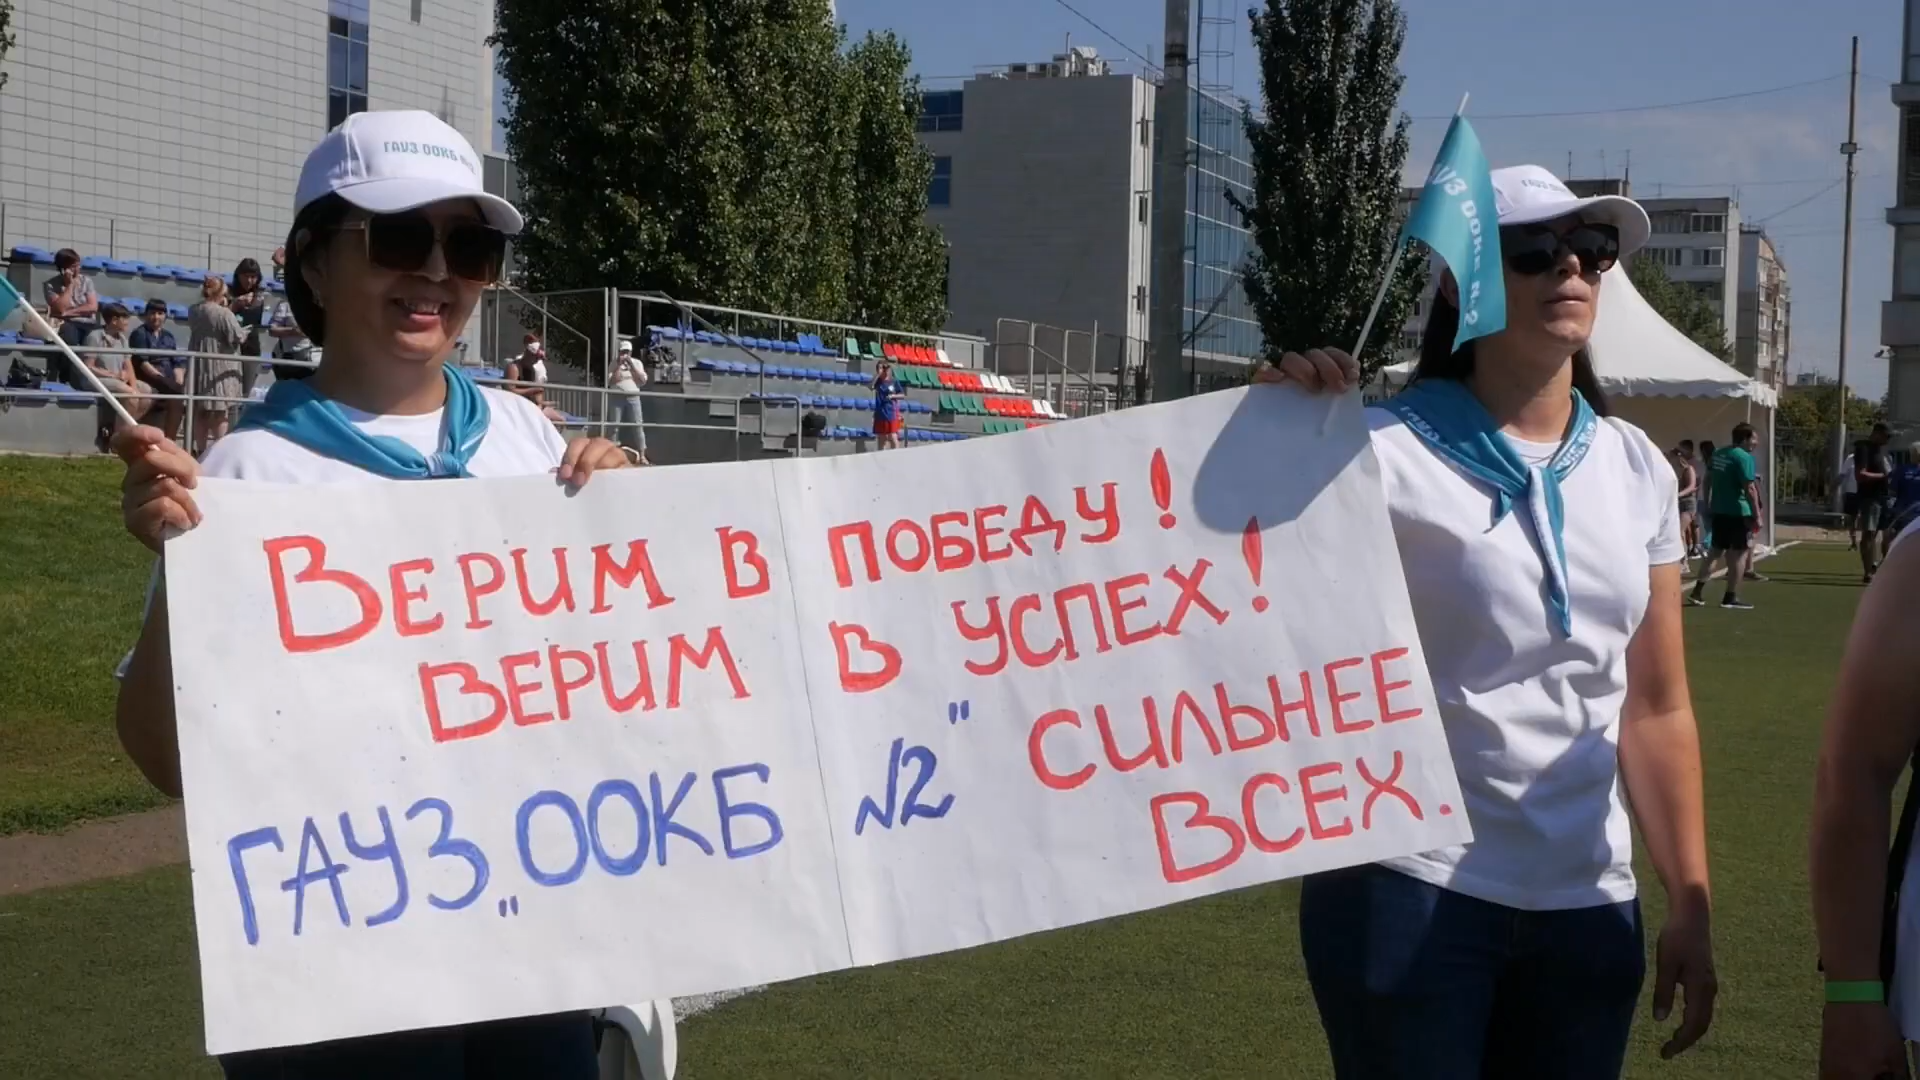 ГАУЗ ООКБ
Верим в победу!
верим в успех!
ГАУЗ „ООКБ №2" сильнее
всех.
ГАУЗ ООКБ №2